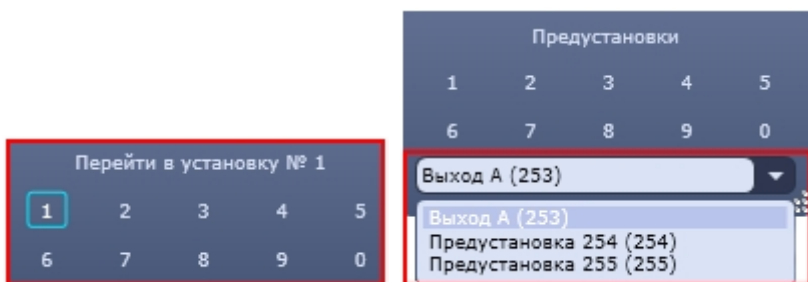 Перейти в установку № 1
1 2 3 4 5
6 7 8 9 0
Предустановки
1 2 3 4 5
6 7 8 9 0
Выход A (253)
Выход A (253)
Предустановка 254 (254)
Предустановка 255 (255)